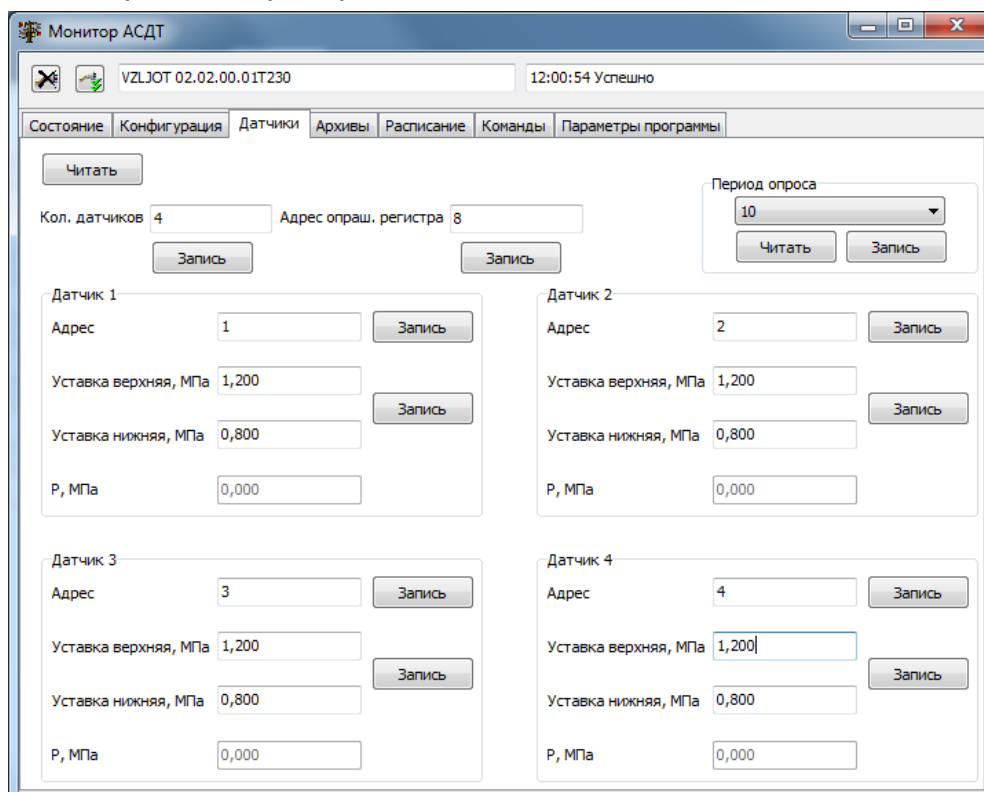 Монитор АСДТ
VZLJOT 02.02.00.01T230 12:00:54 Успешно
Состояние Конфигурация Датчики Архивы Расписание Команды Параметры программы
Читать
Период опроса
Кол. датчиков 4 Адрес опраш. регистра 8 10
Запись Запись Читать Запись
Датчик 1 Датчик 2
Адрес 1 Запись Адрес 2 Запись
Уставка верхняя, МПа 1,200 Уставка верхняя, МПа 1,200
Запись Запись
Уставка нижняя, МПа 0,800 Уставка нижняя, МПа 0,800
Р, МПа 0,000 Р, МПа 0,000
Датчик 3 Датчик 4
Адрес 3 Запись Адрес 4 Запись
Уставка верхняя, МПа 1,200 Уставка верхняя, МПа 1,200
Запись Запись
Уставка нижняя, МПа 0,800 Уставка нижняя, МПа 0,800
Р, МПа 0,000 Р, МПа 0,000